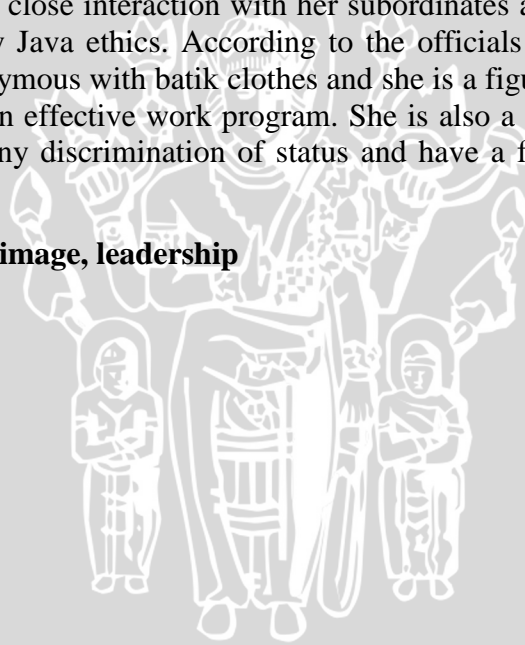 close interaction with her subordinates a
Java ethics. According to the officials
ymous with batik clothes and she is a figu
n effective work program. She is also a
ny discrimination of status and have a f
image, leadership